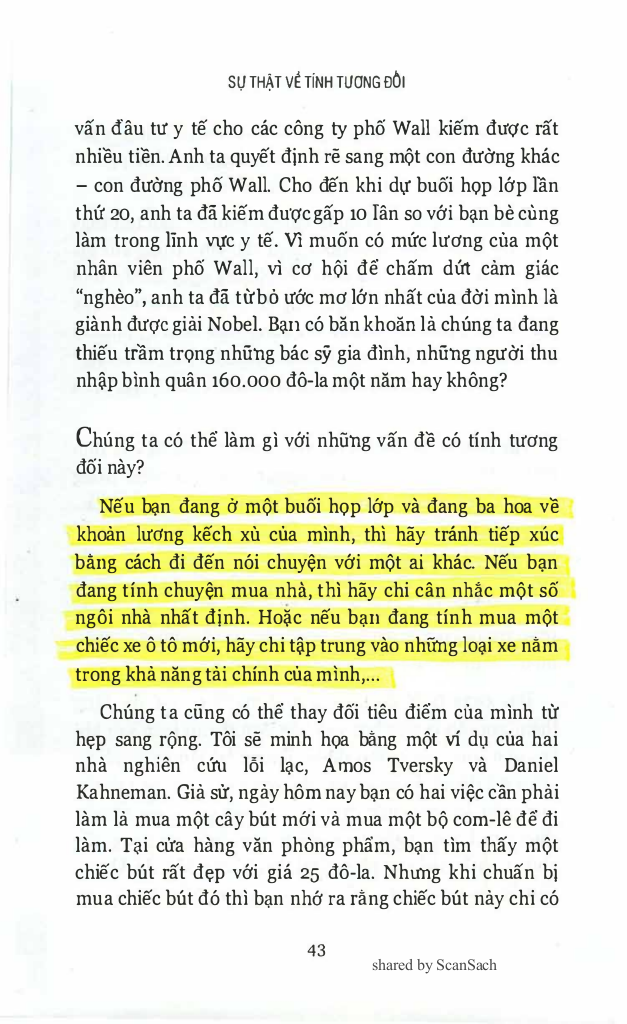 SỰ THẬT VỀ TÍNH TƯƠNG ĐỐI
vấn đầu tư y tế cho các công ty phố Wall kiếm được rất
nhiều tiền. Anh ta quyết định rẽ sang một con đường khác
– con đường phố Wall. Cho đến khi dự buổi họp lớp lần
thứ 20, anh ta đã kiếm được gấp 10 lần so với bạn bè cùng
làm trong lĩnh vực y tế. Vì muốn có mức lương của một
nhân viên phố Wall, vì cơ hội để chấm dứt cảm giác
“nghèo”, anh ta đã từ bỏ ước mơ lớn nhất của đời mình là
giành được giải Nobel. Bạn có băn khoăn là chúng ta đang
thiếu trầm trọng những bác sỹ gia đình, những người thu
nhập bình quân 160.000 đô-la một năm hay không?
Chúng ta có thể làm gì với những vấn đề có tính tương
đối này?
Nếu bạn đang ở một buổi họp lớp và đang ba hoa về
khoản lương kếch xù của mình, thì hãy tránh tiếp xúc
bằng cách đi đến nói chuyện với một ai khác. Nếu bạn
đang tính chuyện mua nhà, thì hãy chỉ cân nhắc một số
ngôi nhà nhất định. Hoặc nếu bạn đang tính mua một
chiếc xe ô tô mới, hãy chỉ tập trung vào những loại xe nằm
trong khả năng tài chính của mình,...
Chúng ta cũng có thể thay đổi tiêu điểm của mình từ
hẹp sang rộng. Tôi sẽ minh họa bằng một ví dụ của hai
nhà nghiên cứu lỗi lạc, Amos Tversky và Daniel
Kahneman. Giả sử, ngày hôm nay bạn có hai việc cần phải
làm là mua một cây bút mới và mua một bộ com-lê để đi
làm. Tại cửa hàng văn phòng phẩm, bạn tìm thấy một
chiếc bút rất đẹp với giá 25 đô-la. Nhưng khi chuẩn bị
mua chiếc bút đó thì bạn nhớ ra rằng chiếc bút này chỉ có
43
shared by ScanSach